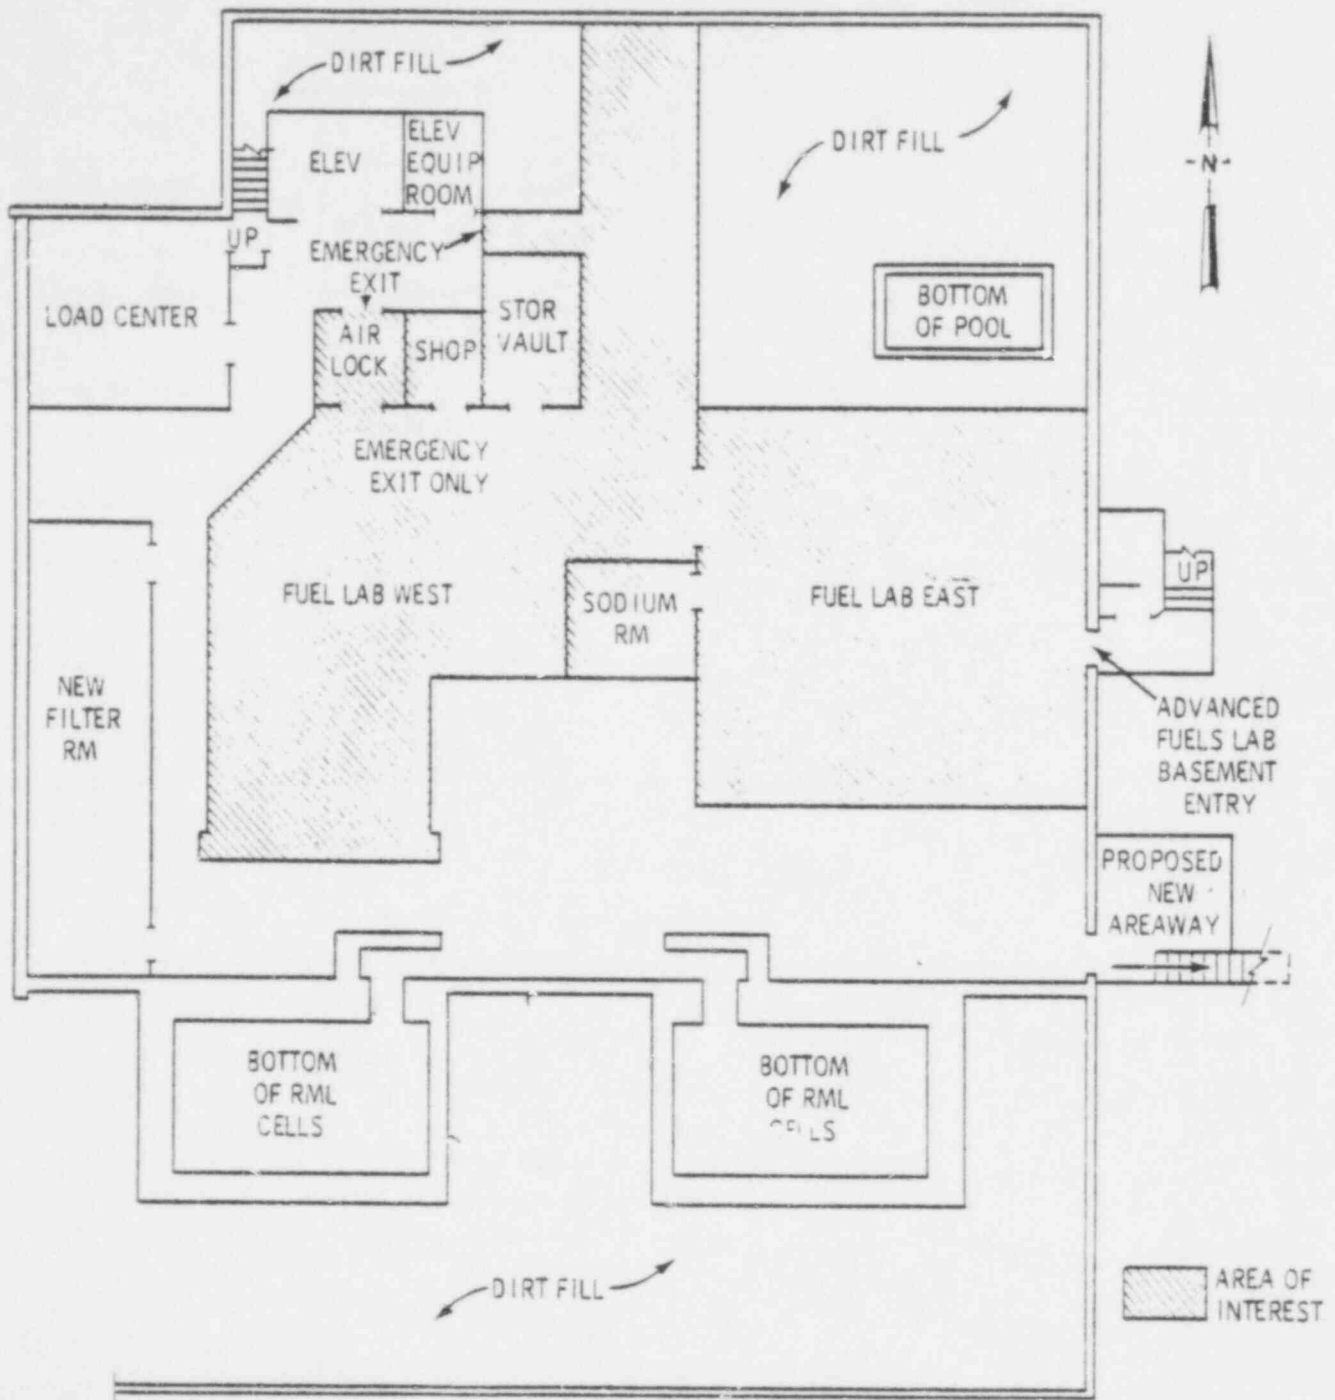 DIRT FILL
ELEV
ELEV
EQUIP
ROOM
DIRT FILL
N
UP
EMERGENCY
EXIT
LOAD CENTER
AIR
LOCK
SHOP
STOR
VAULT
BOTTOM
OF POOL
EMERGENCY
EXIT ONLY
FUEL LAB WEST
SODIUM
RM
FUEL LAB EAST
UP
NEW
FILTER
RM
ADVANCED
FUELS LAB
BASEMENT
ENTRY
PROPOSED
NEW
AREAWAY
BOTTOM
OF RML
CELLS
BOTTOM
OF RML
CELLS
DIRT FILL
AREA OF
INTEREST